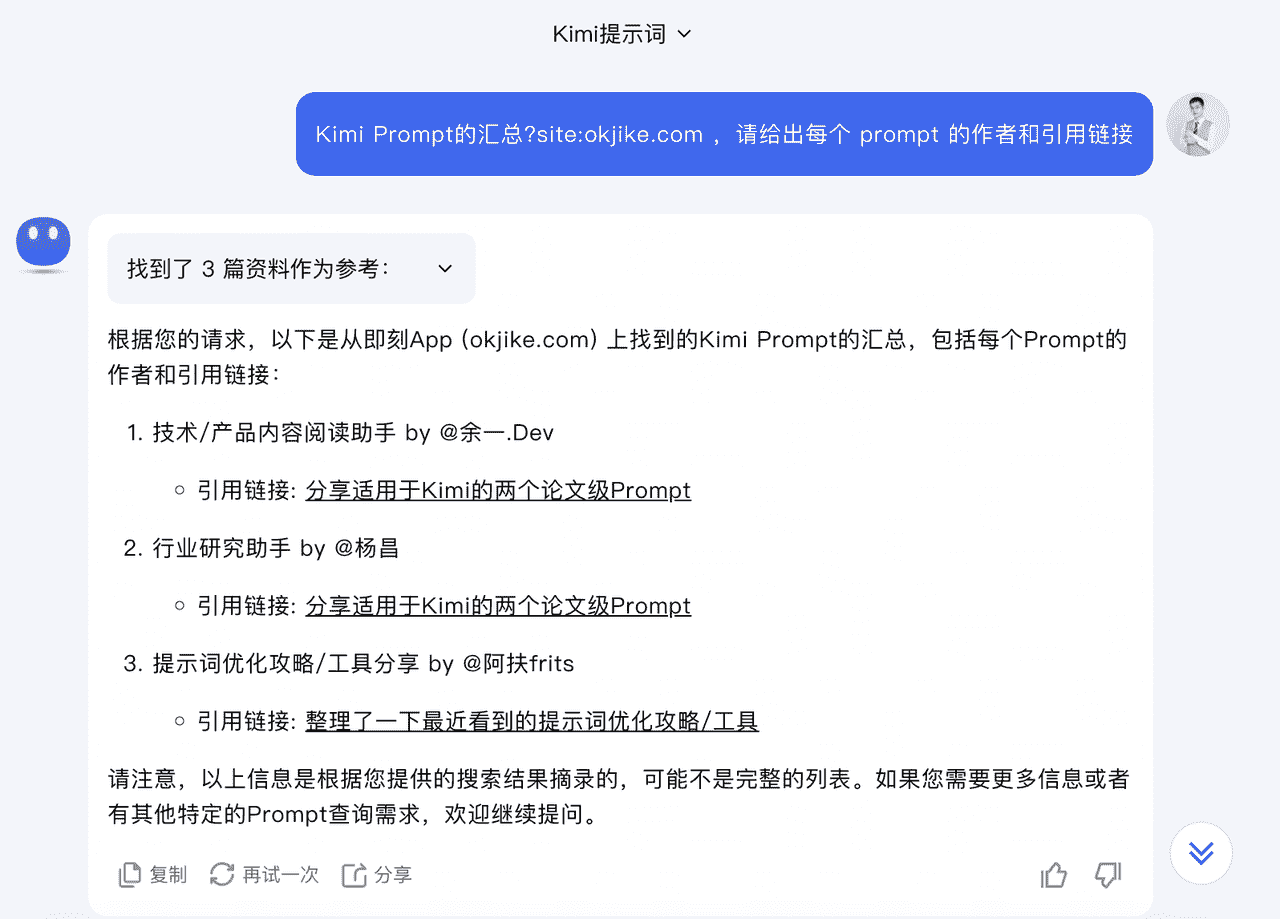 Kimi提示词
Kimi Prompt的汇总?site:okjike.com ，请给出每个 prompt 的作者和引用链接
找到了 3 篇资料作为参考：
根据您的请求，以下是从即刻App (okjike.com) 上找到的Kimi Prompt的汇总，包括每个Prompt的
作者和引用链接：
1. 技术/产品内容阅读助手 by @余一.Dev
引用链接: 分享适用于Kimi的两个论文级Prompt
2. 行业研究助手 by @杨昌
引用链接: 分享适用于Kimi的两个论文级Prompt
3. 提示词优化攻略/工具分享 by @阿扶frits
引用链接: 整理了一下最近看到的提示词优化攻略/工具
请注意，以上信息是根据您提供的搜索结果摘录的，可能不是完整的列表。如果您需要更多信息或者
有其他特定的Prompt查询需求，欢迎继续提问。
复制 再试一次 分享